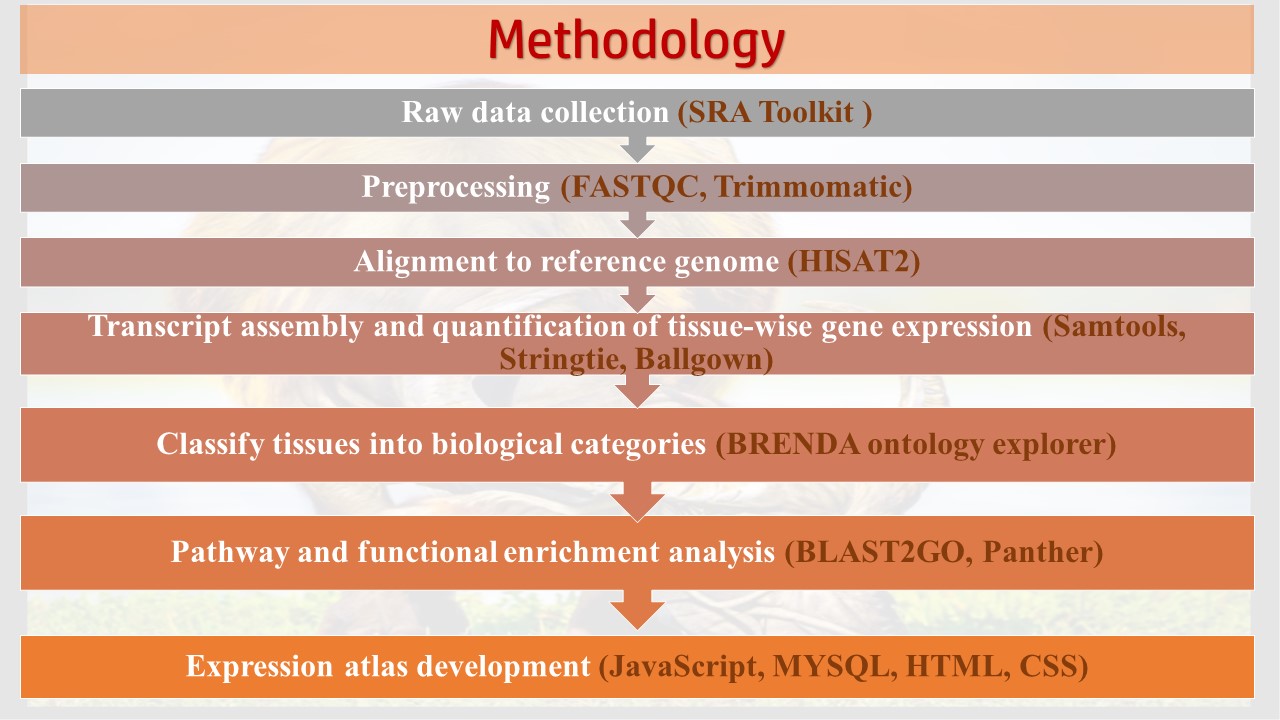 Methodology
Raw data collection (SRA Toolkit )
Preprocessing (FASTQC, Trimmomatic)
Alignment to reference genome (HISAT2)
Transcript assembly and quantification of tissue-wise gene expression (Samtools,
Stringtie, Ballgown)
Classify tissues into biological categories (BRENDA ontology explorer)
Pathway and functional enrichment analysis (BLAST2GO, Panther)
Expression atlas development (JavaScript, MYSQL, HTML, CSS)